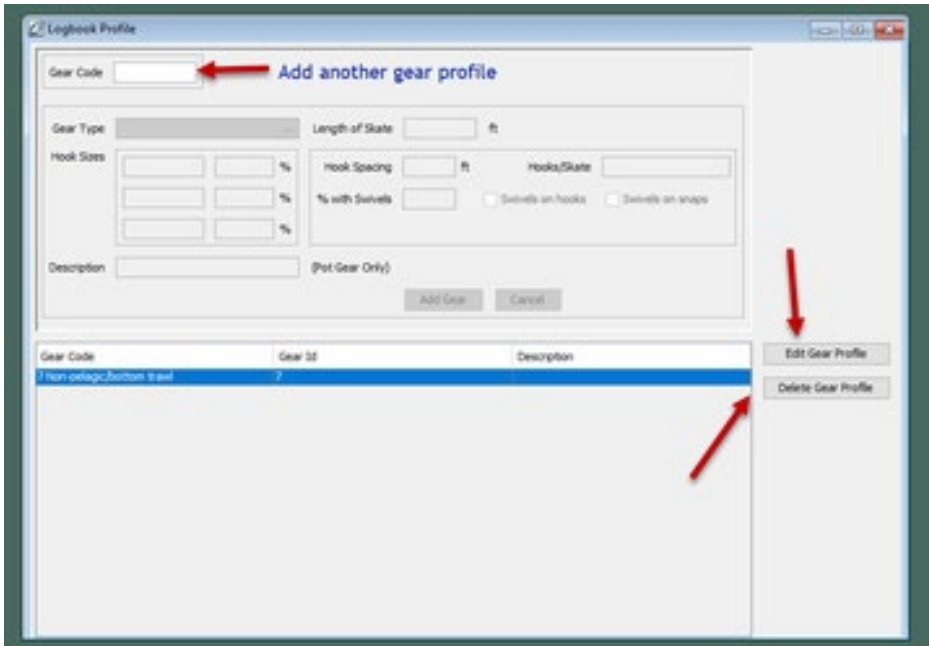 Logbook Profile
Gear Code
Add another gear profile
Gear Type
Length of Skate
ft
Hook Sizes
%
Hook Spacing
ft
Hooks/Skate
%
% with Swivels
Swivels on hooks
Swivels on snaps
%
Description
(Pot Gear Only)
Add Gear
Cancel
Edit Gear Profile
Gear Code
Gear Id
Description
7 Non-pelagic/bottom trawl
7
Delete Gear Profile